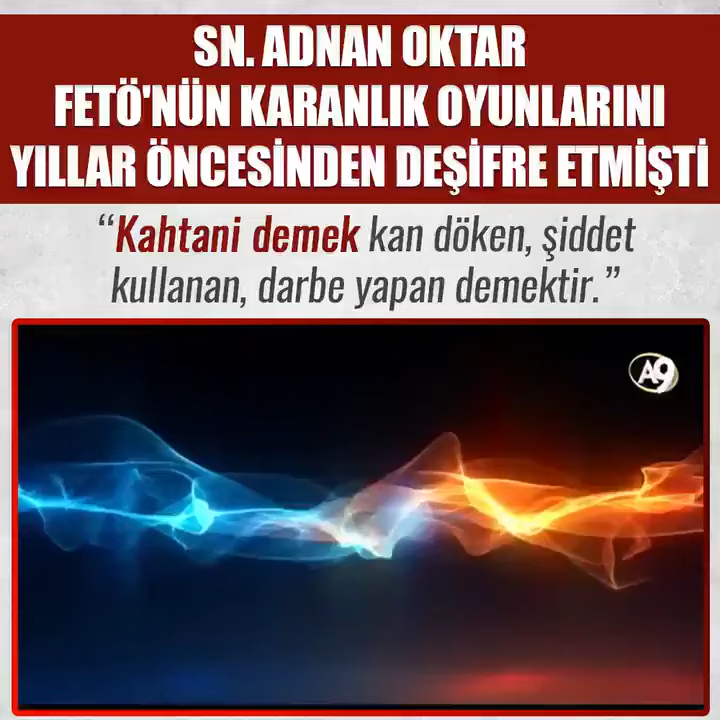 SN. ADNAN OKTAR
FETÖ'NÜN KARANLIK OYUNLARINI
YILLAR ÖNCESİNDEN DEŞİFRE ETMİŞTİ
“Kahtani demek kan döken, şiddet
kullanan, darbe yapan demektir.”
A9